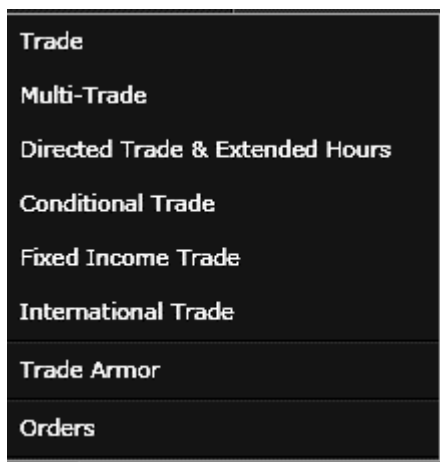 Trade
Multi-Trade
Directed Trade & Extended Hours
Conditional Trade
Fixed Income Trade
International Trade
Trade Armor
Orders